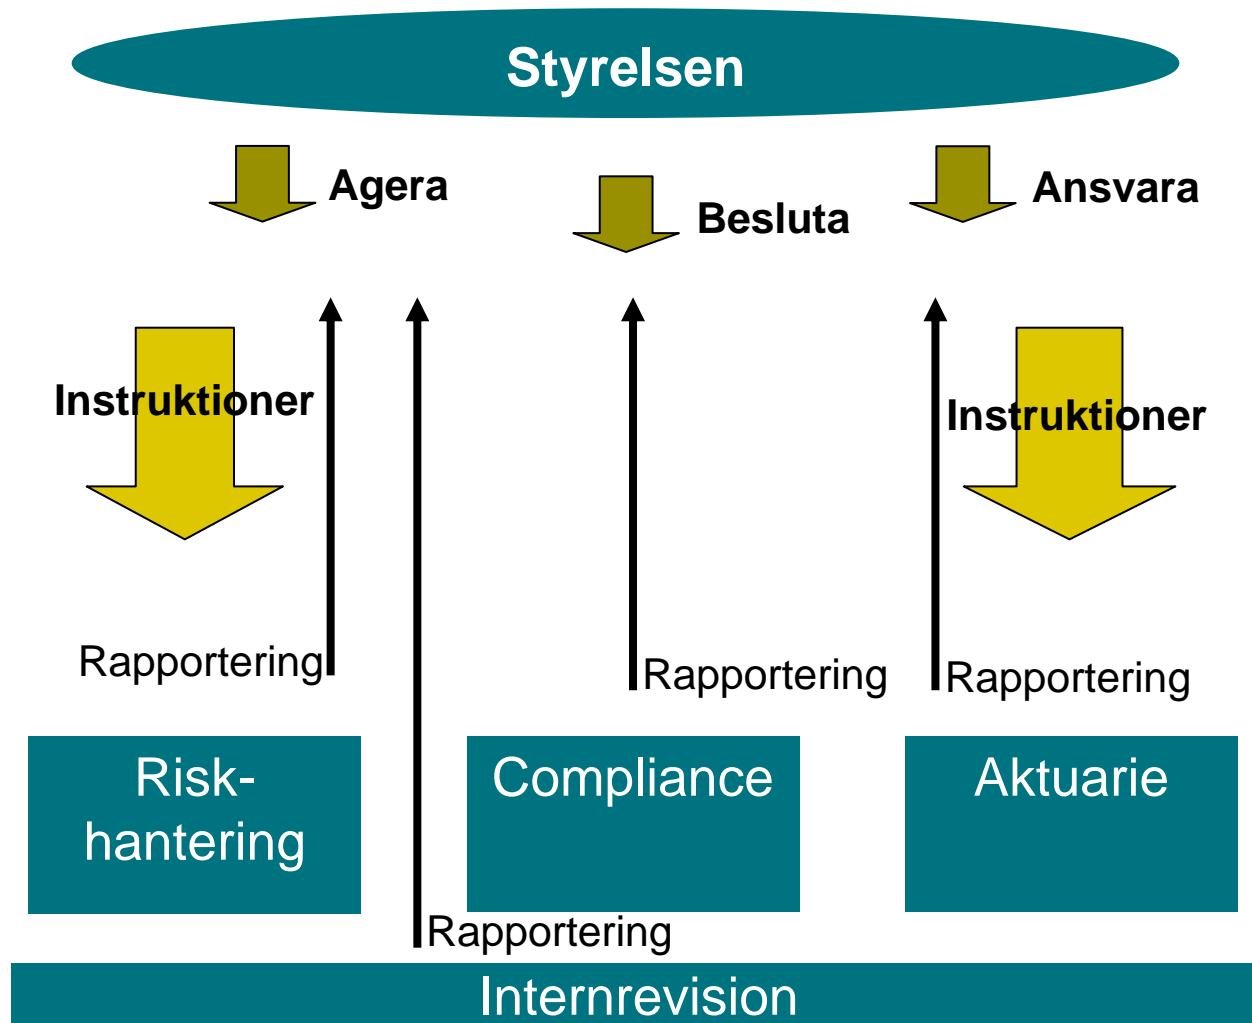 Styrelsen
Agera
Besluta
Ansvara
Instruktioner
Instruktioner
Rapportering
Rapportering
Rapportering
Risk-
hantering
Compliance
Aktuarie
Rapportering
Internrevision